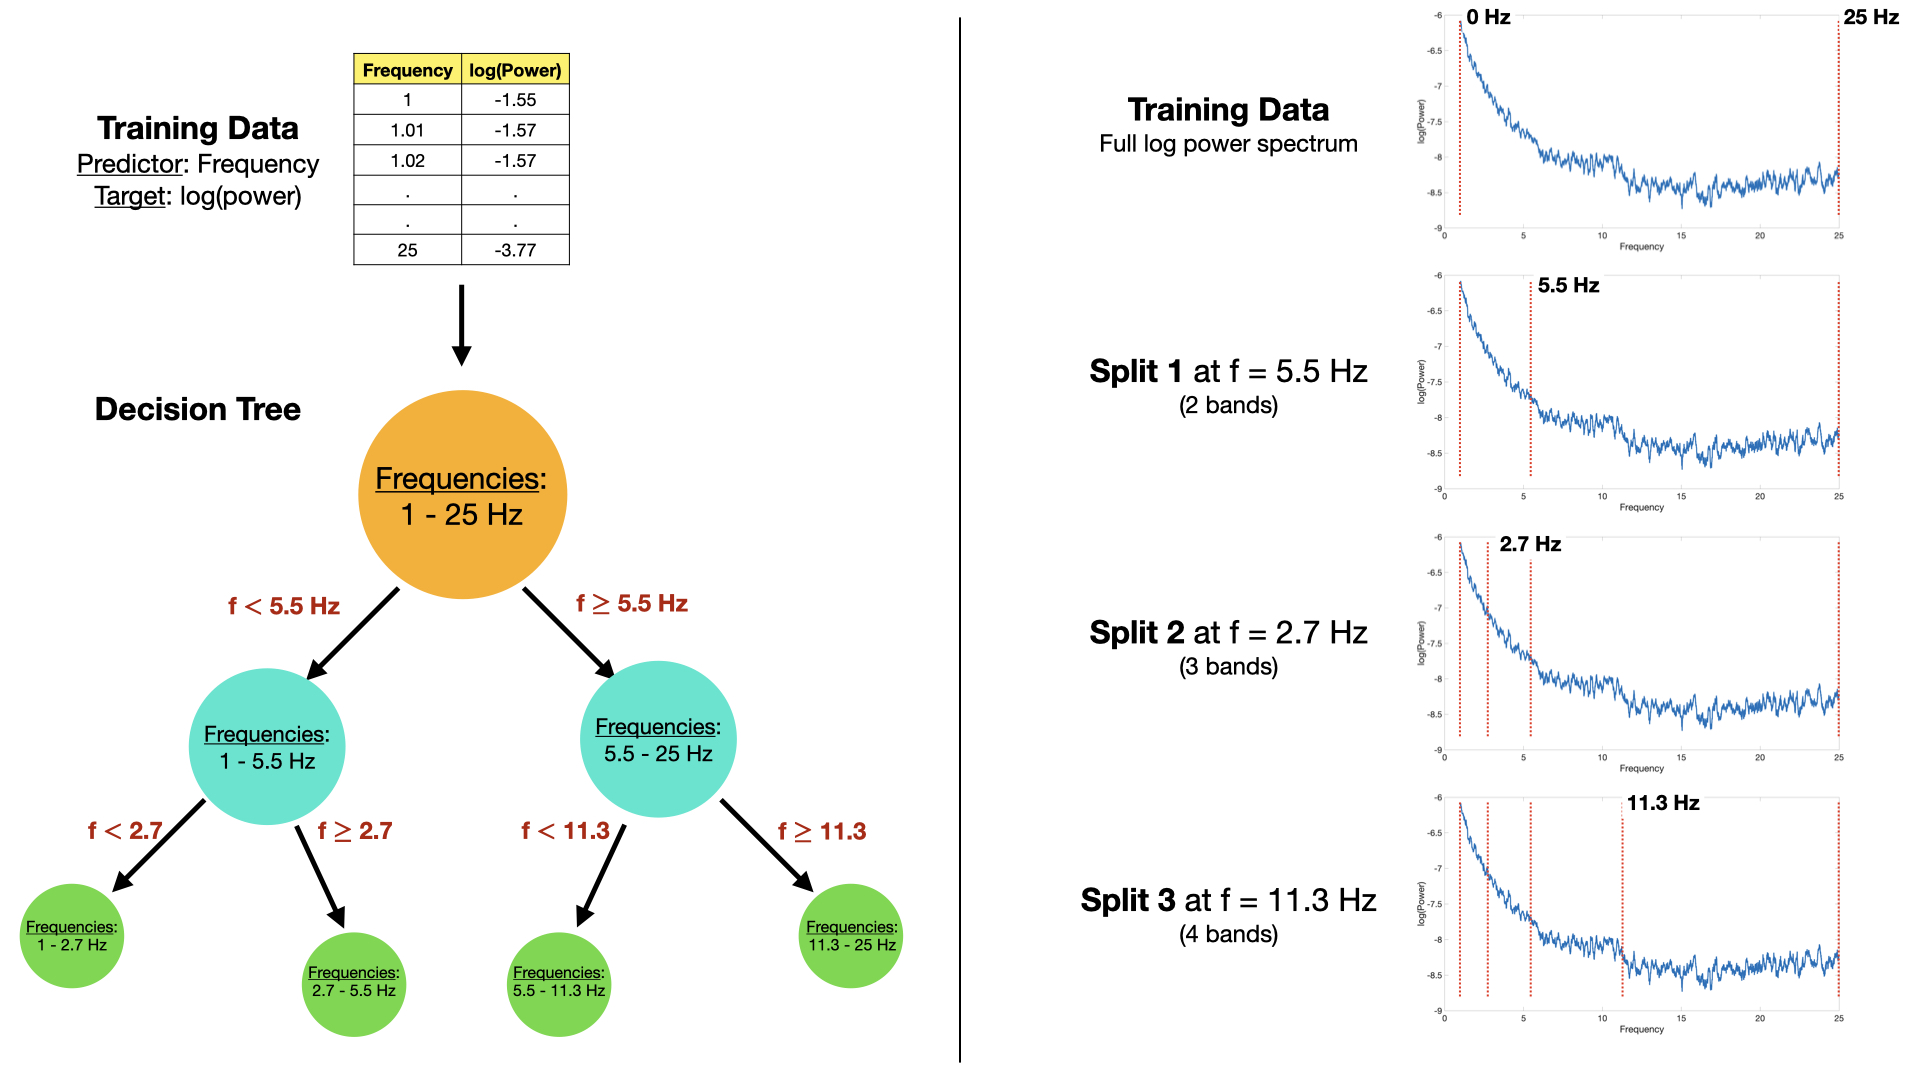 Training Data
Predictor: Frequency
Target: log(power)
Frequency log(Power)
1 -1.55
1.01 -1.57
1.02 -1.57
. .
. .
25 -3.77
Decision Tree
Frequencies:
1 - 25 Hz
f < 5.5 Hz
f ≥ 5.5 Hz
Frequencies:
1 - 5.5 Hz
Frequencies:
5.5 - 25 Hz
f < 2.7
f ≥ 2.7
f < 11.3
f ≥ 11.3
Frequencies:
1 - 2.7 Hz
Frequencies:
2.7 - 5.5 Hz
Frequencies:
5.5 - 11.3 Hz
Frequencies:
11.3 - 25 Hz
Training Data
Full log power spectrum
0 Hz
25 Hz
-6
-6.5
-7
-7.5
-8
-8.5
-9
log(Power)
0 5 10 15 20 25
Frequency
Split 1 at f = 5.5 Hz
(2 bands)
5.5 Hz
-6
-6.5
-7
-7.5
-8
-8.5
-9
log(Power)
0 5 10 15 20 25
Frequency
Split 2 at f = 2.7 Hz
(3 bands)
2.7 Hz
-6
-6.5
-7
-7.5
-8
-8.5
-9
log(Power)
0 5 10 15 20 25
Frequency
Split 3 at f = 11.3 Hz
(4 bands)
11.3 Hz
-6
-6.5
-7
-7.5
-8
-8.5
-9
log(Power)
0 5 10 15 20 25
Frequency